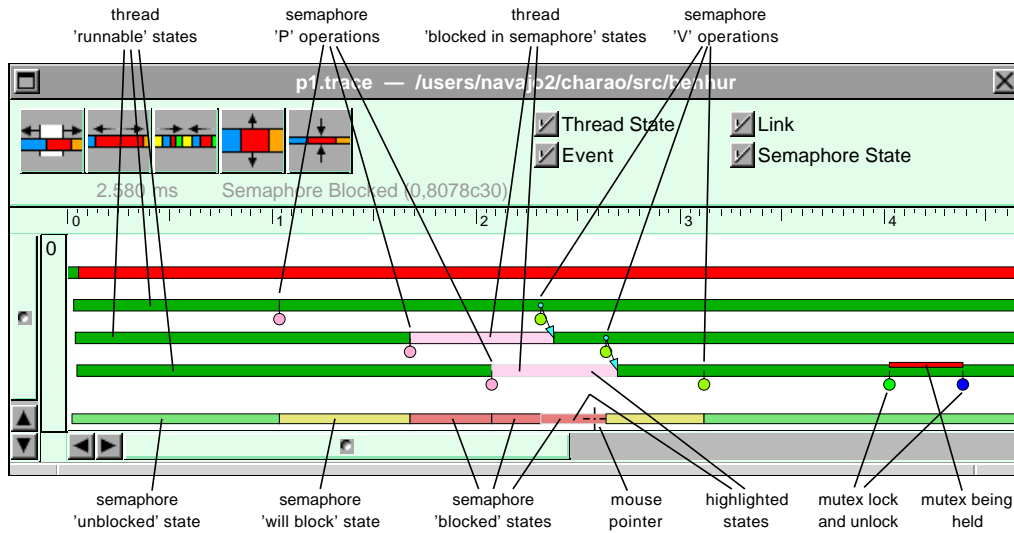 thread
'runnable' states
semaphore
'P' operations
thread
'blocked in semaphore' states
semaphore
'V' operations
p1.trace — /users/navajo2/charao/src/benhur
Thread State
Link
Event
Semaphore State
2.580 ms Semaphore Blocked (0,8078c30)
0 1 2 3 4
0
semaphore
'unblocked' state
semaphore
'will block' state
semaphore
'blocked' states
mouse
pointer
highlighted
states
mutex lock
and unlock
mutex being
held